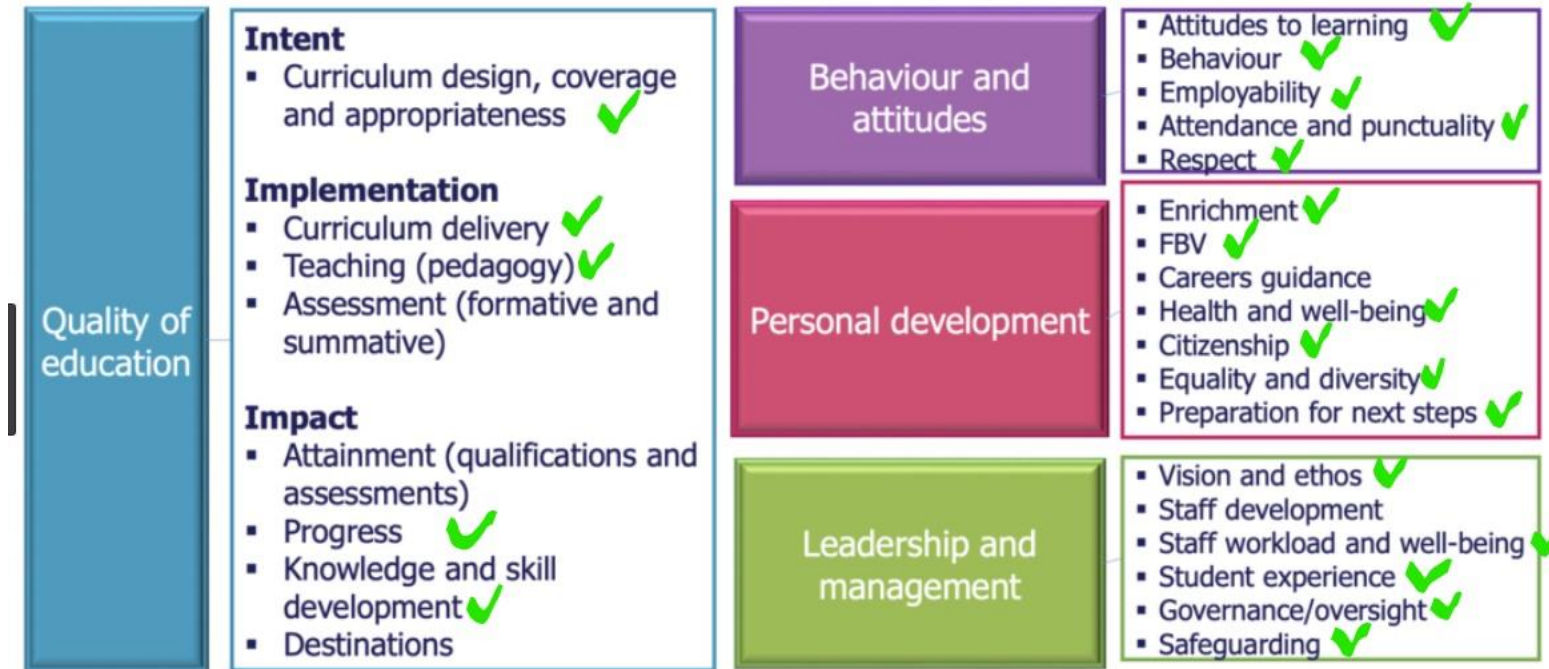 Quality of
education
Intent
▪ Curriculum design, coverage
and appropriateness
Implementation
▪ Curriculum delivery
▪ Teaching (pedagogy)
▪ Assessment (formative and
summative)
Impact
▪ Attainment (qualifications and
assessments)
▪ Progress
▪ Knowledge and skill
development
▪ Destinations
Behaviour and
attitudes
▪ Attitudes to learning
▪ Behaviour
▪ Employability
▪ Attendance and punctuality
▪ Respect
Personal development
▪ Enrichment
▪ FBV
▪ Careers guidance
▪ Health and well-being
▪ Citizenship
▪ Equality and diversity
▪ Preparation for next steps
Leadership and
management
▪ Vision and ethos
▪ Staff development
▪ Staff workload and well-being
▪ Student experience
▪ Governance/oversight
▪ Safeguarding